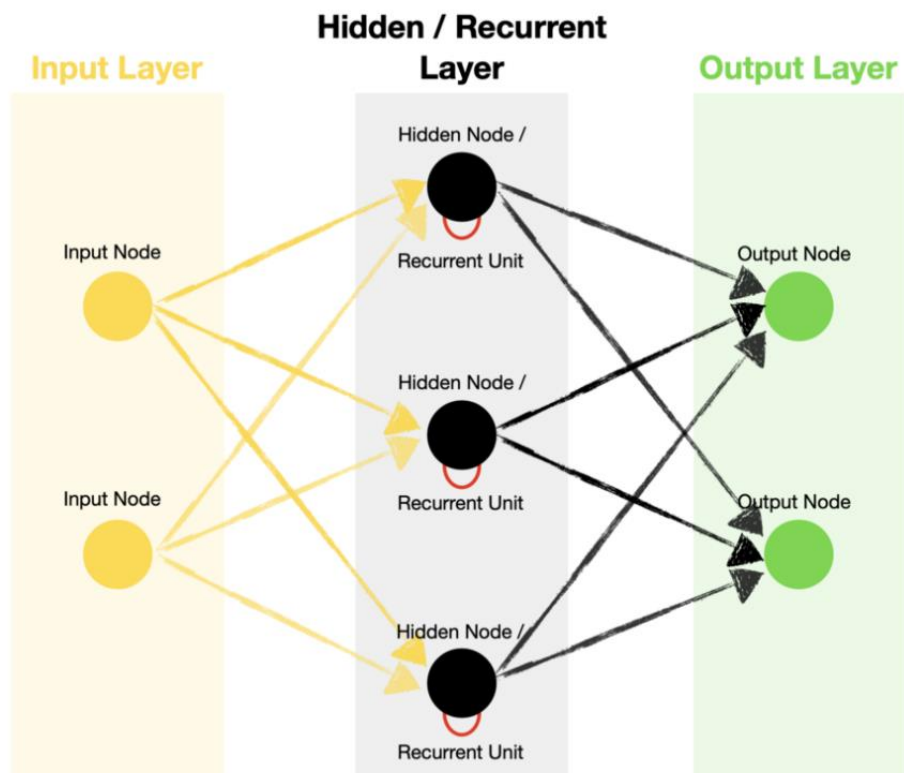 Hidden / Recurrent
Layer
Input Layer
Output Layer
Hidden Node /
Recurrent Unit
Input Node
Output Node
Hidden Node /
Recurrent Unit
Input Node
Output Node
Hidden Node /
Recurrent Unit